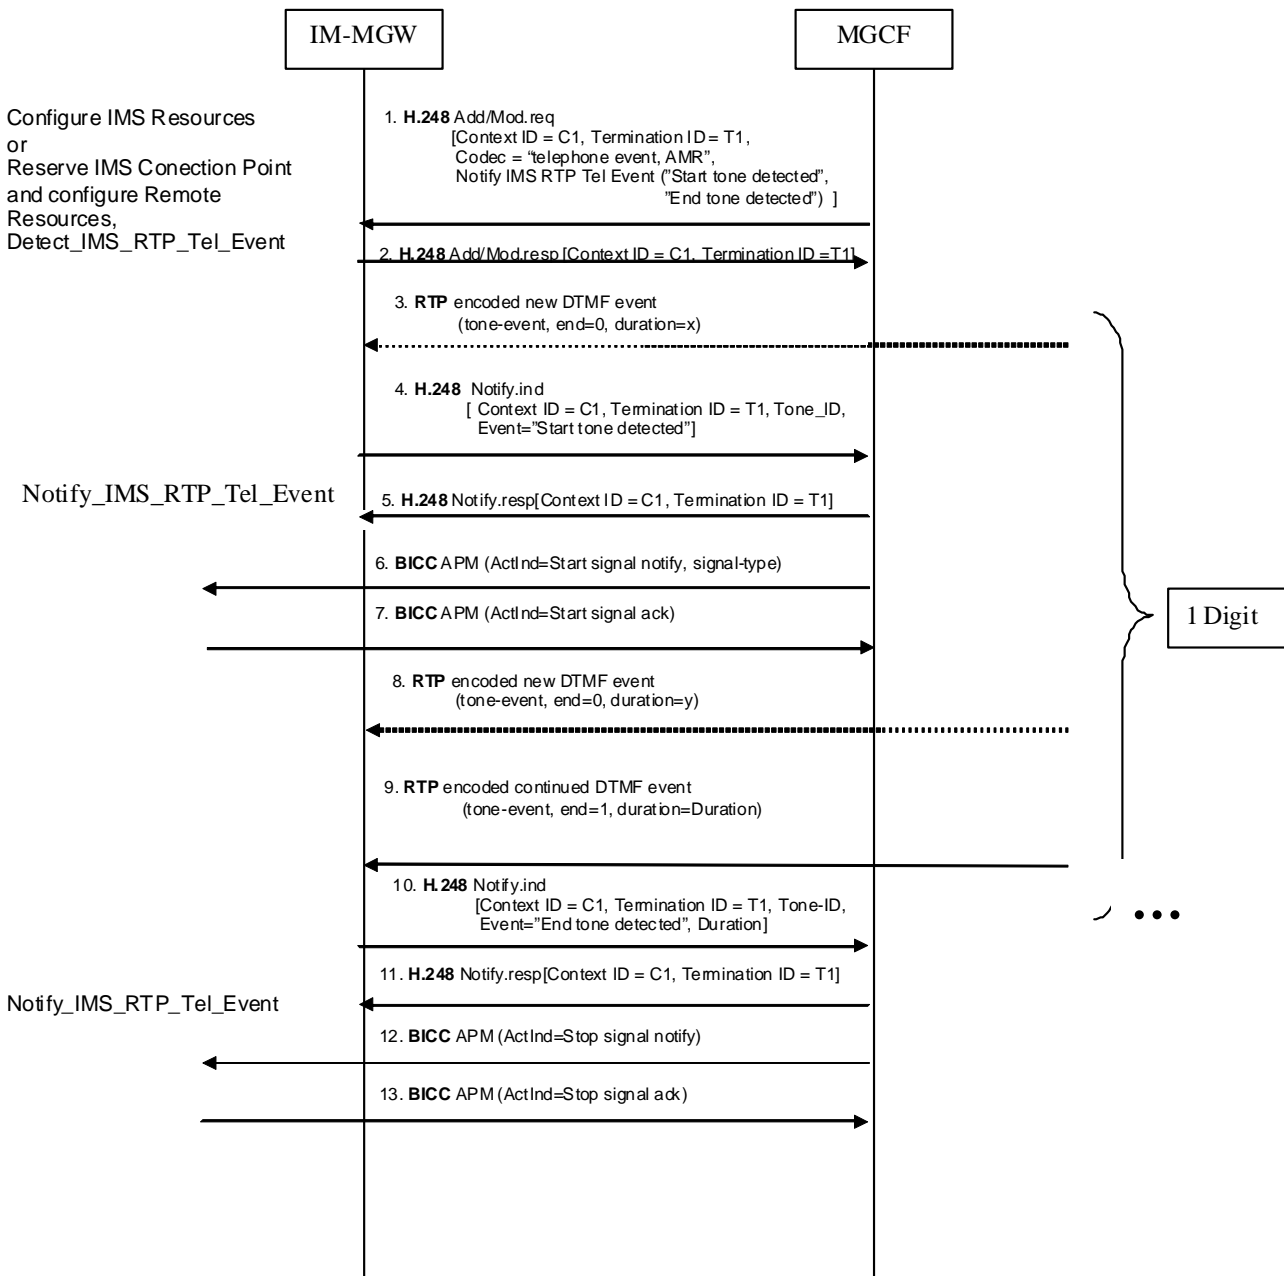 IM-MGW
MGCF
Configure IMS Resources
or
Reserve IMS Conection Point
and configure Remote
Resources,
Detect_IMS_RTP_Tel_Event
1. H.248 Add/Mod.req
[Context ID = C1, Termination ID = T1,
Codec = “telephone event, AMR”,
Notify IMS RTP Tel Event (”Start tone detected”,
”End tone detected”) ]
2. H.248 Add/Mod.resp [Context ID = C1, Termination ID =T1]
3. RTP encoded new DTMF event
(tone-event, end=0, duration=x)
4. H.248 Notify.ind
[ Context ID = C1, Termination ID = T1, Tone_ID,
Event=”Start tone detected”]
Notify_IMS_RTP_Tel_Event
5. H.248 Notify.resp[Context ID = C1, Termination ID = T1]
6. BICC APM (ActInd=Start signal notify, signal-type)
7. BICC APM (ActInd=Start signal ack)
1 Digit
8. RTP encoded new DTMF event
(tone-event, end=0, duration=y)
9. RTP encoded continued DTMF event
(tone-event, end=1, duration=Duration)
10. H.248 Notify.ind
[Context ID = C1, Termination ID = T1, Tone-ID,
Event=”End tone detected”, Duration]
...
11. H.248 Notify.resp[Context ID = C1, Termination ID = T1]
Notify_IMS_RTP_Tel_Event
12. BICC APM (ActInd=Stop signal notify)
13. BICC APM (ActInd=Stop signal ack)